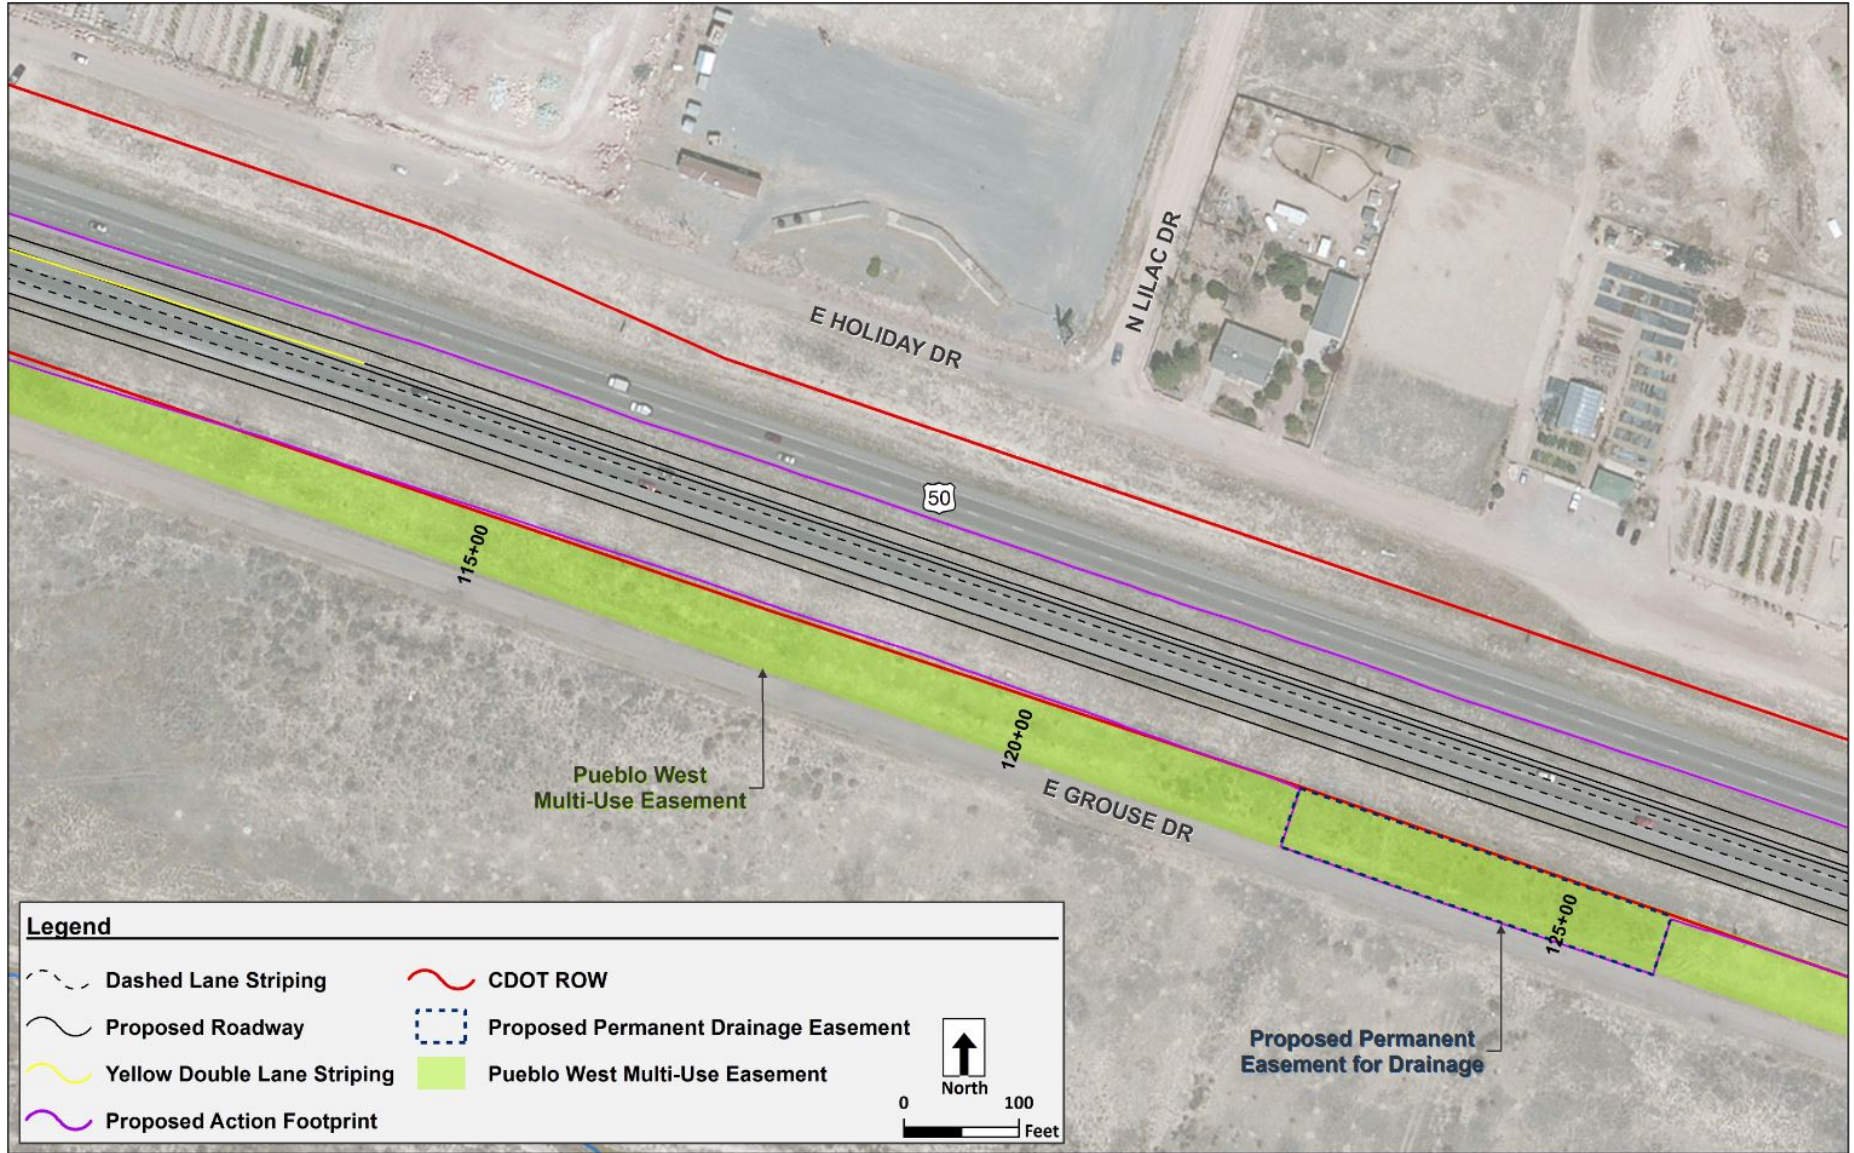 N LILAC DR
E HOLIDAY DR
50
115+00
120+00
E GROUSE DR
125+00
Pueblo West
Multi-Use Easement
Proposed Permanent
Easement for Drainage
Legend
Dashed Lane Striping
Proposed Roadway
Yellow Double Lane Striping
Proposed Action Footprint
CDOT ROW
Proposed Permanent Drainage Easement
Pueblo West Multi-Use Easement
North
0 100
Feet